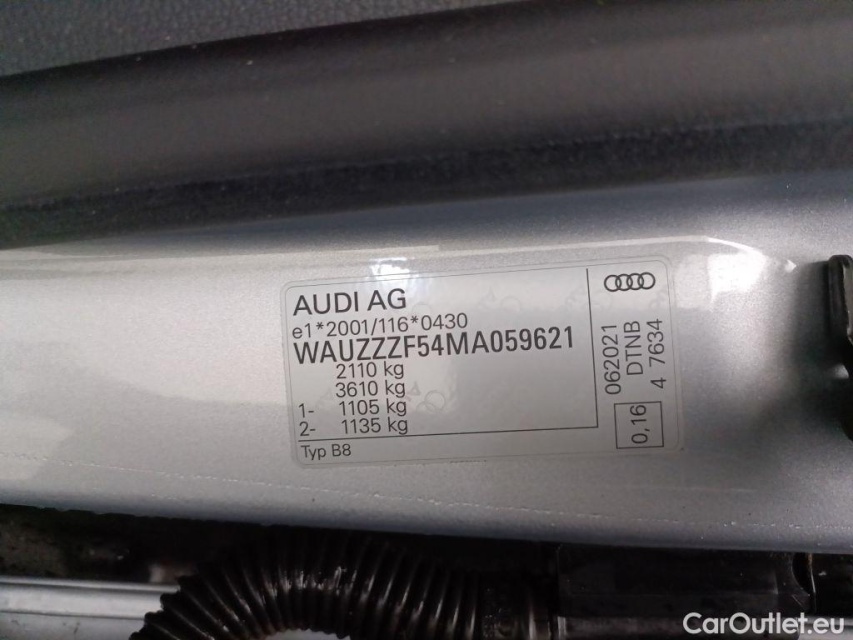 AUDI AG
e1*2001/116*0430
WAUZZZF54MA059621
2110 kg
3610 kg
1- 1105 kg
2- 1135 kg
Typ B8
062021
DTNB
4 7634
0,16
CarOutlet.eu